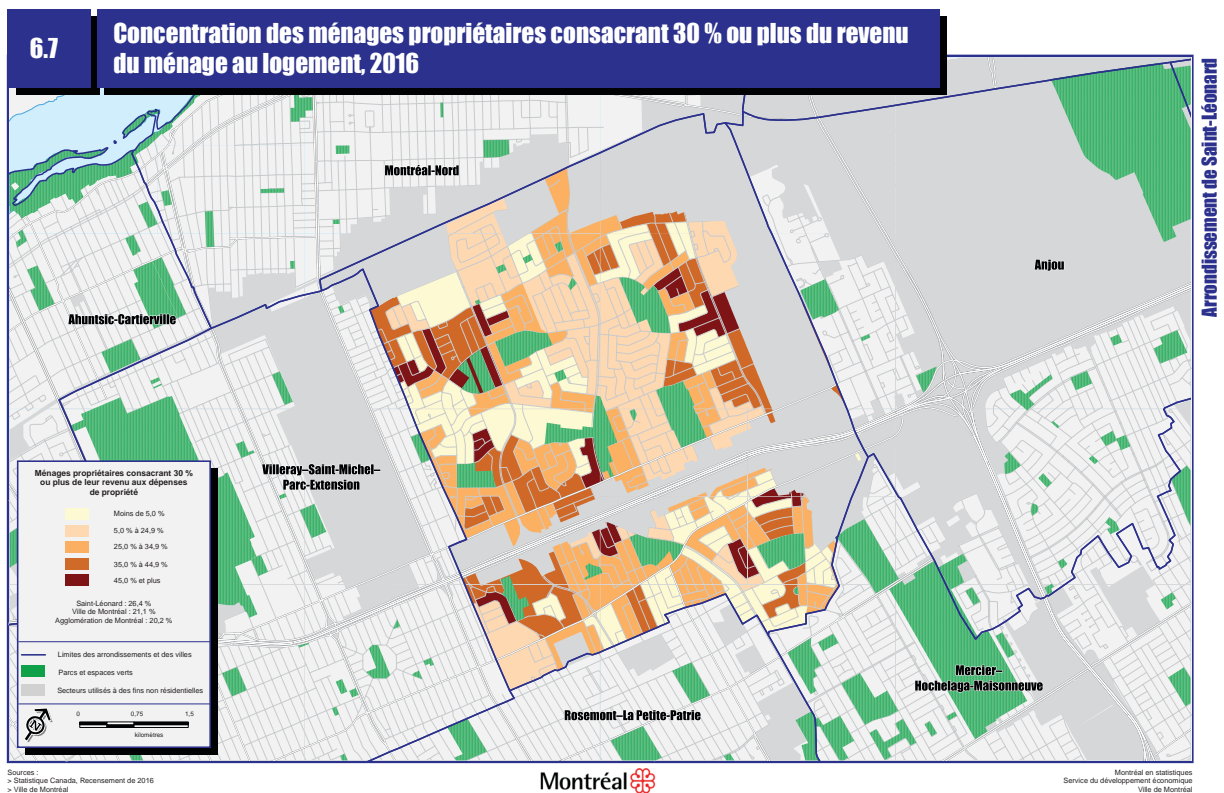 6.7
Concentration des ménages propriétaires consacrant 30 % ou plus du revenu
du ménage au logement, 2016
Arrondissement de Saint-Léonard
Montréal-Nord
Anjou
Ahuntsic-Cartierville
Villeray–Saint-Michel–
Parc-Extension
Mercier–
Hochelaga-Maisonneuve
Rosemont–La Petite-Patrie
Ménages propriétaires consacrant 30 %
ou plus de leur revenu aux dépenses
de propriété
Moins de 5,0 %
5,0 % à 24,9 %
25,0 % à 34,9 %
35,0 % à 44,9 %
45,0 % et plus
Saint-Léonard : 26,4 %
Ville de Montréal : 21,1 %
Agglomération de Montréal : 20,2 %
Limites des arrondissements et des villes
Parcs et espaces verts
Secteurs utilisés à des fins non résidentielles
N
0 0,75 1,5
kilomètres
Sources :
> Statistique Canada, Recensement de 2016
> Ville de Montréal
Montréal
Montréal en statistiques
Service du développement économique
Ville de Montréal